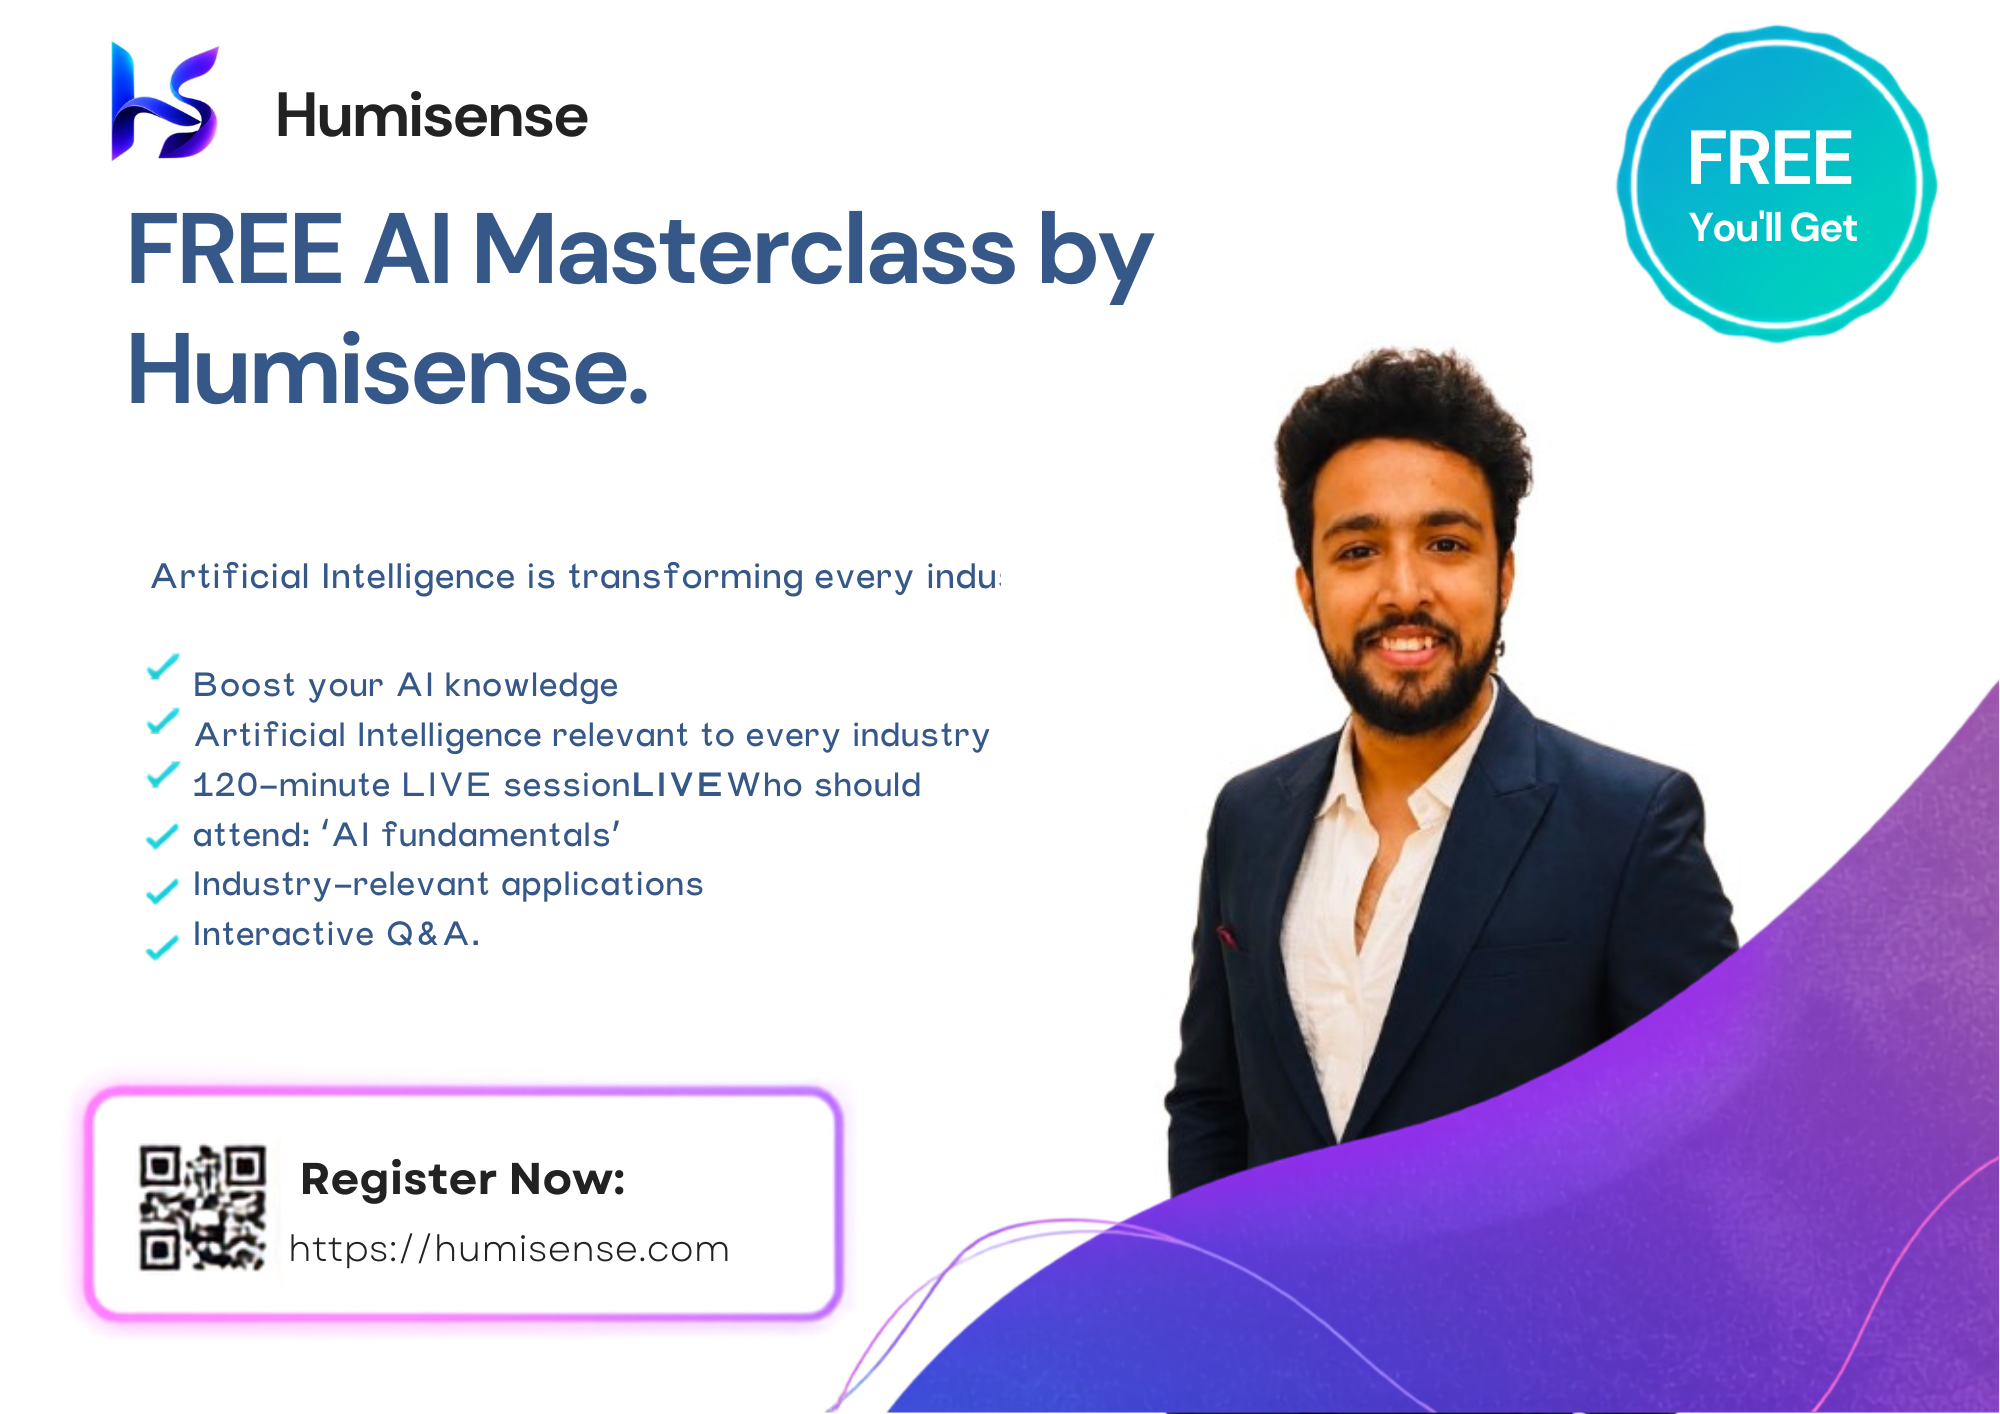 Humisense
FREE
You'll Get
FREE AI Masterclass by
Humisense.
Artificial Intelligence is transforming every indus
Boost your AI knowledge
Artificial Intelligence relevant to every industry
120-minute LIVE sessionLIVEWho should
attend: ‘AI fundamentals’
Industry-relevant applications
Interactive Q&A.
Register Now:
https://humisense.com